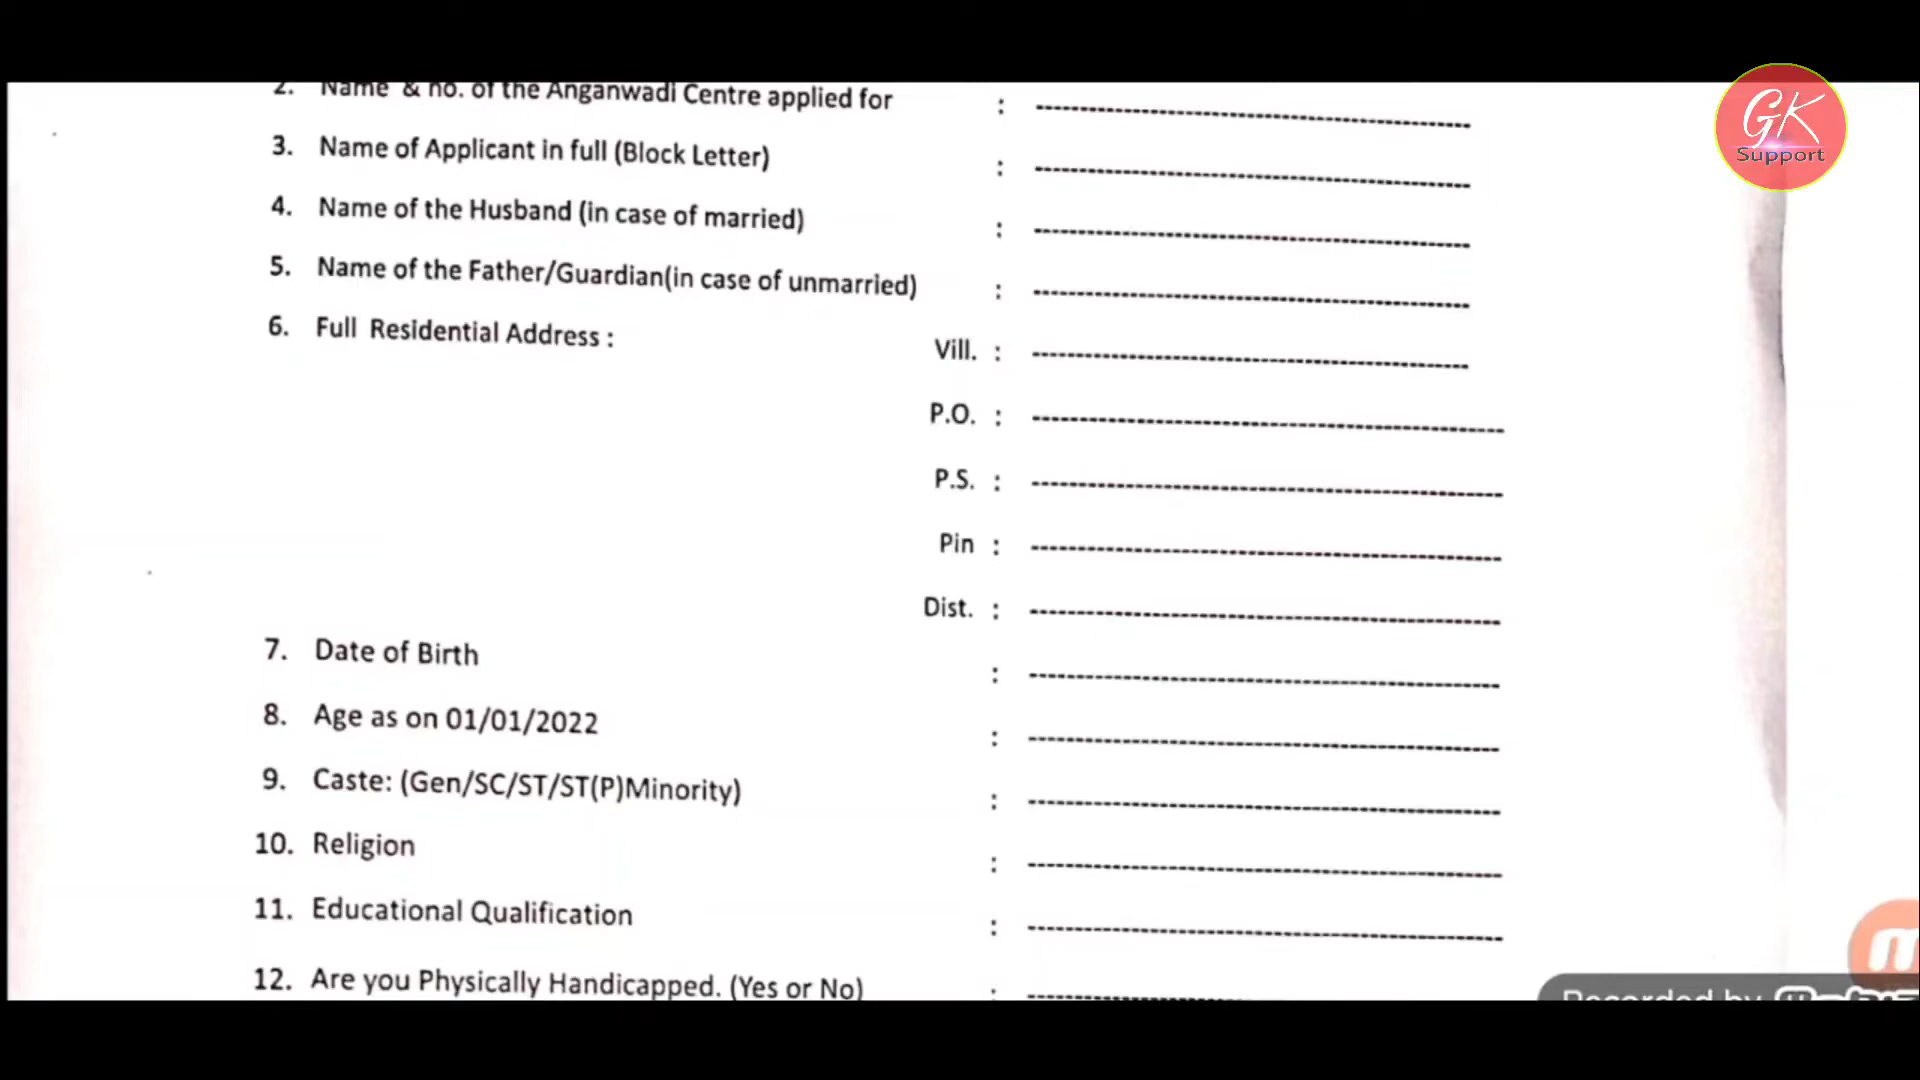 2. Name & no. of the Anganwadi Centre applied for : 
3. Name of Applicant in full (Block Letter) : 
4. Name of the Husband (in case of married) : 
5. Name of the Father/Guardian(in case of unmarried) : 
6. Full Residential Address :
Vill. : 
P.O. : 
P.S. : 
Pin : 
Dist. : 
7. Date of Birth : 
8. Age as on 01/01/2022 : 
9. Caste: (Gen/SC/ST/ST(P)Minority) : 
10. Religion : 
11. Educational Qualification : 
12. Are you Physically Handicapped. (Yes or No) : 
GK
Support
Recorded by